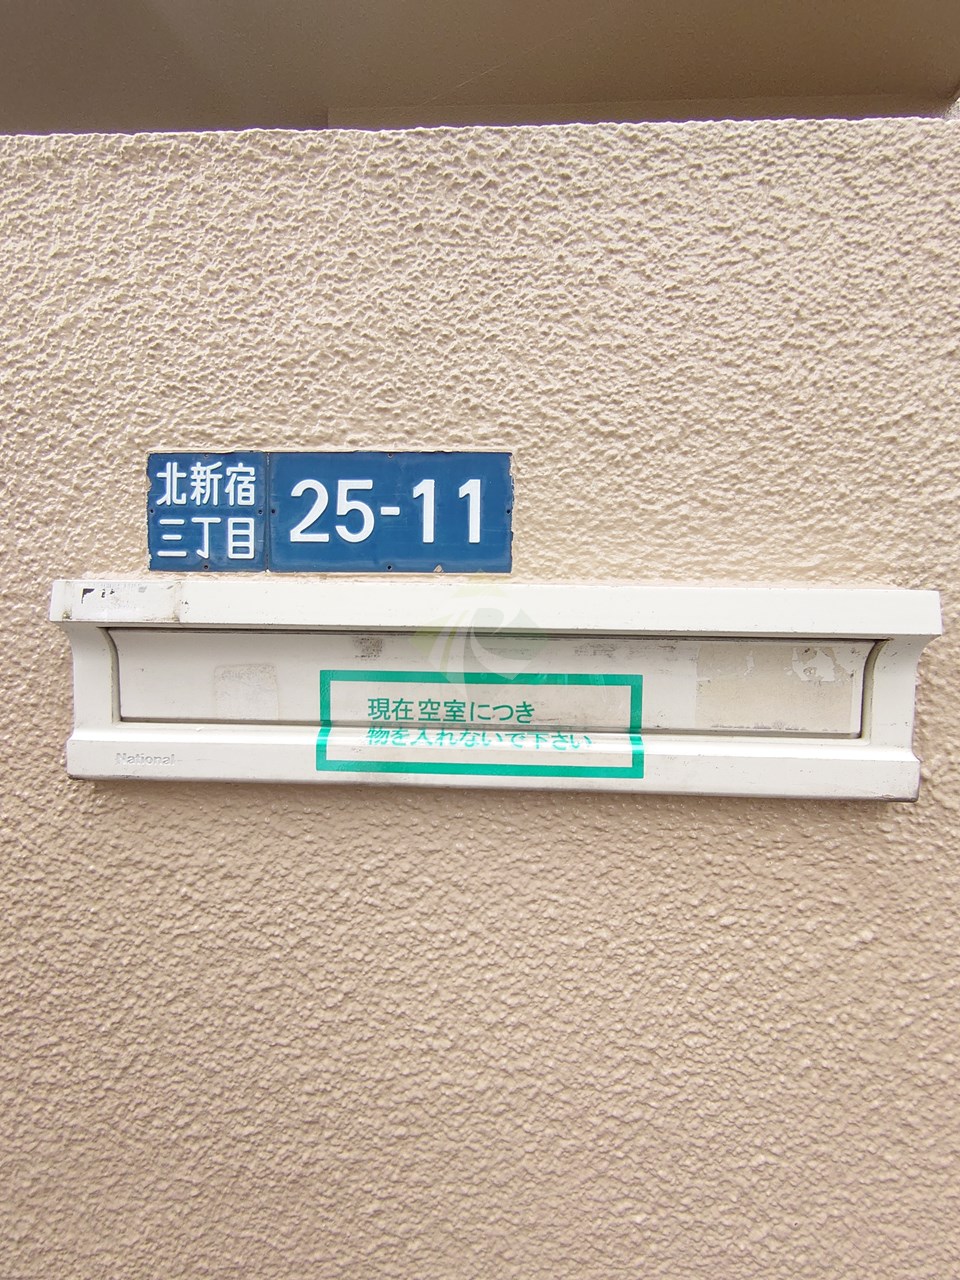 北新宿
三丁目
25-11
現在空室につき
物を入れないで下さい
National